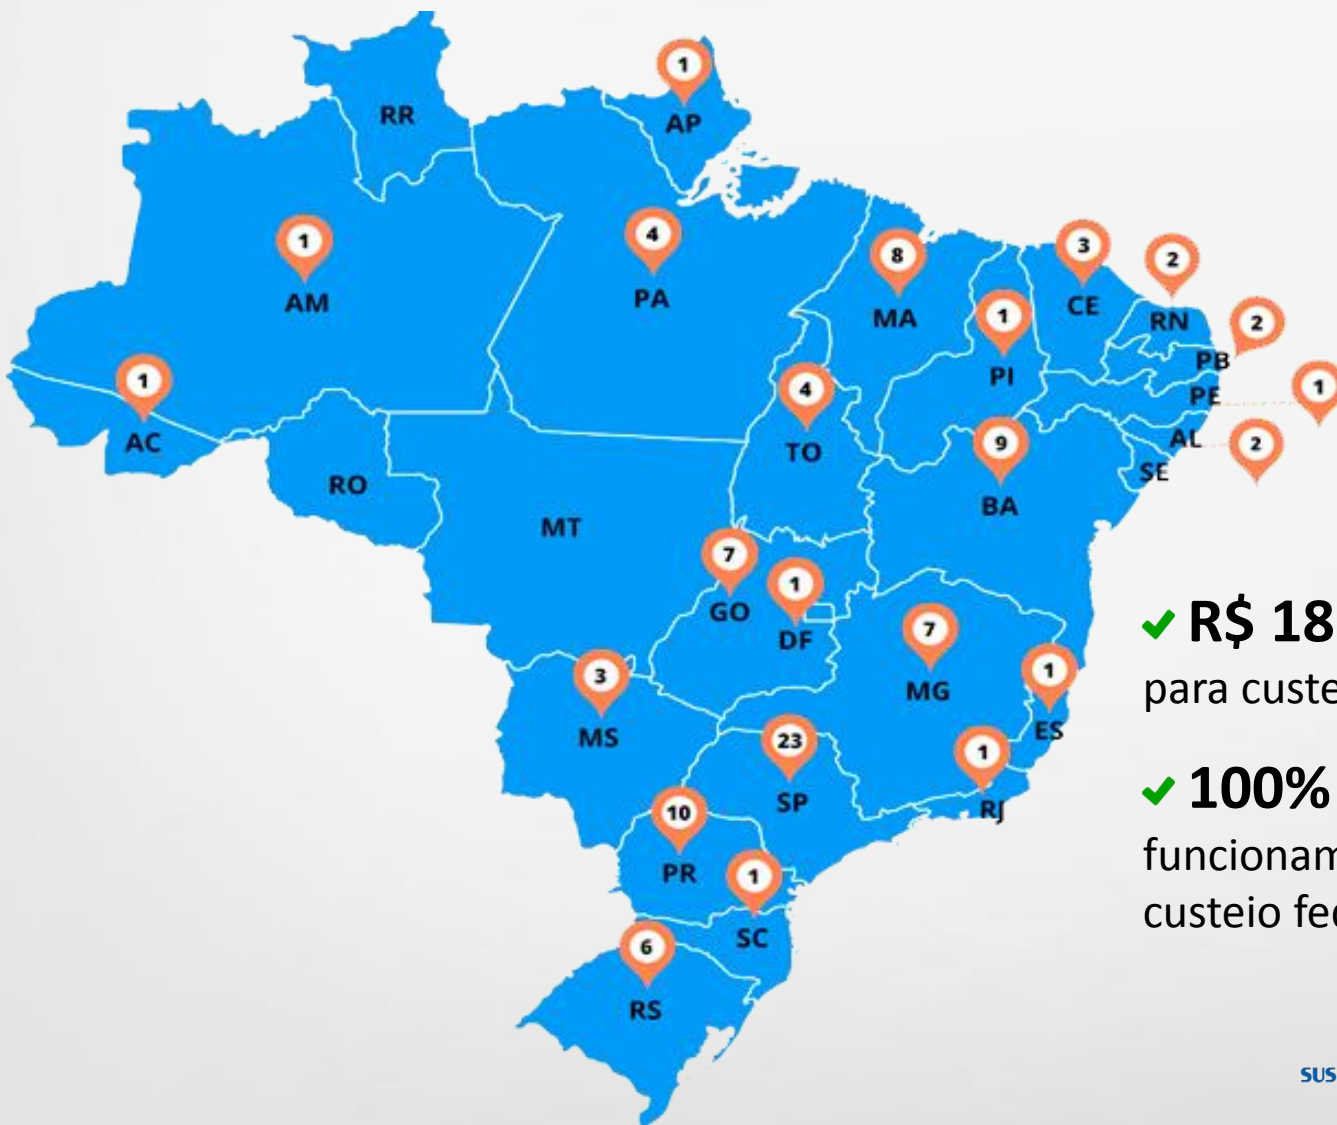 1
RR
AP
1
4
8
3
2
AM
PA
MA
CE
RN
2
1
PI
PB
1
AC
4
TO
PE
1
9
AL
2
SE
RO
BA
MT
7
GO
1
DF
7
MG
1
ES
3
MS
23
SP
1
RJ
10
PR
1
SC
6
RS
R$ 18
para custe
100%
funcionam
custeio fe
SUS